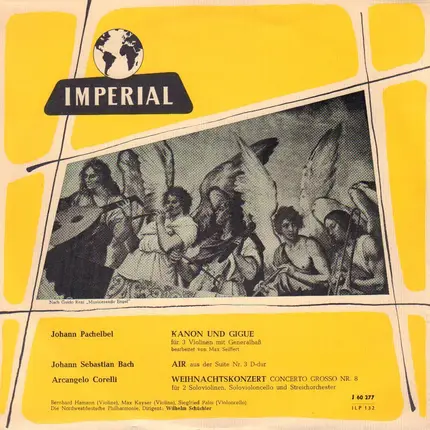 IMPERIAL
Nach Guido Reni „Musizierende Engel"
Johann Pachelbel KANON UND GIGUE
für 3 Violinen mit Generalbaß
bearbeitet von Max Seiffert
Johann Sebastian Bach AIR aus der Suite Nr. 3 D-dur
Arcangelo Corelli WEIHNACHTSKONZERT CONCERTO GROSSO NR. 8
für 2 Soloviolinen, Solovioloncello und Streichorchester
Bernhard Hamann (Violine), Max Kayser (Violine), Siegfried Palm (Violoncello)
Die Nordwestdeutsche Philharmonie, Dirigent: Wilhelm Schüchter
J 60 377
ILP 132